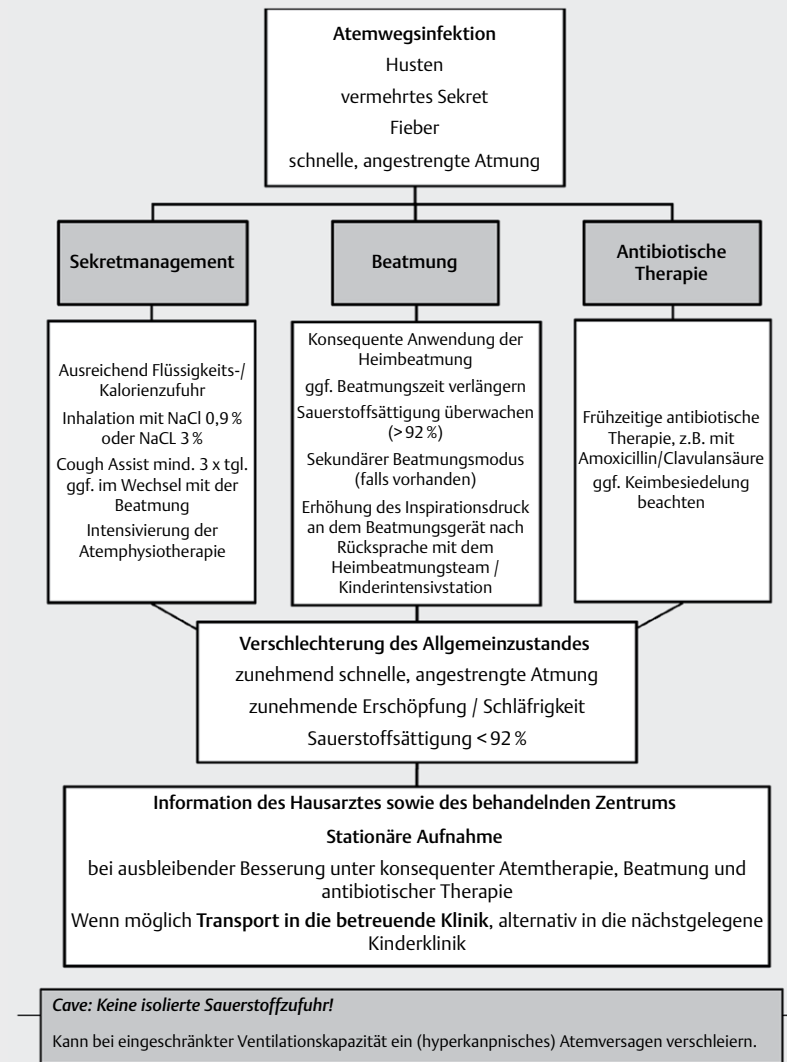 Atemwegsinfektion
Husten
vermehrtes Sekret
Fieber
schnelle, angestrengte Atmung
Sekretmanagement
Beatmung
Antibiotische
Therapie
Ausreichend Flüssigkeits-/
Kalorienzufuhr
Inhalation mit NaCl 0,9 %
oder NaCL 3 %
Cough Assist mind. 3 x tgl.
ggf. im Wechsel mit der
Beatmung
Intensivierung der
Atemphysiotherapie
Konsequente Anwendung der
Heimbeatmung
ggf. Beatmungszeit verlängern
Sauerstoffsättigung überwachen
(> 92 %)
Sekundärer Beatmungsmodus
(falls vorhanden)
Erhöhung des Inspirationsdruck
an dem Beatmungsgerät nach
Rücksprache mit dem
Heimbeatmungsteam /
Kinderintensivstation
Frühzeitige antibiotische
Therapie, z.B. mit
Amoxicillin/Clavulansäure
ggf. Keimbesiedelung
beachten
Verschlechterung des Allgemeinzustandes
zunehmend schnelle, angestrengte Atmung
zunehmende Erschöpfung / Schläfrigkeit
Sauerstoffsättigung < 92 %
Information des Hausarztes sowie des behandelnden Zentrums
Stationäre Aufnahme
bei ausbleibender Besserung unter konsequenter Atemtherapie, Beatmung und
antibiotischer Therapie
Wenn möglich Transport in die betreuende Klinik, alternativ in die nächstgelegene
Kinderklinik
Cave: Keine isolierte Sauerstoffzufuhr!
Kann bei eingeschränkter Ventilationskapazität ein (hyperkanpnisches) Atemversagen verschleiern.